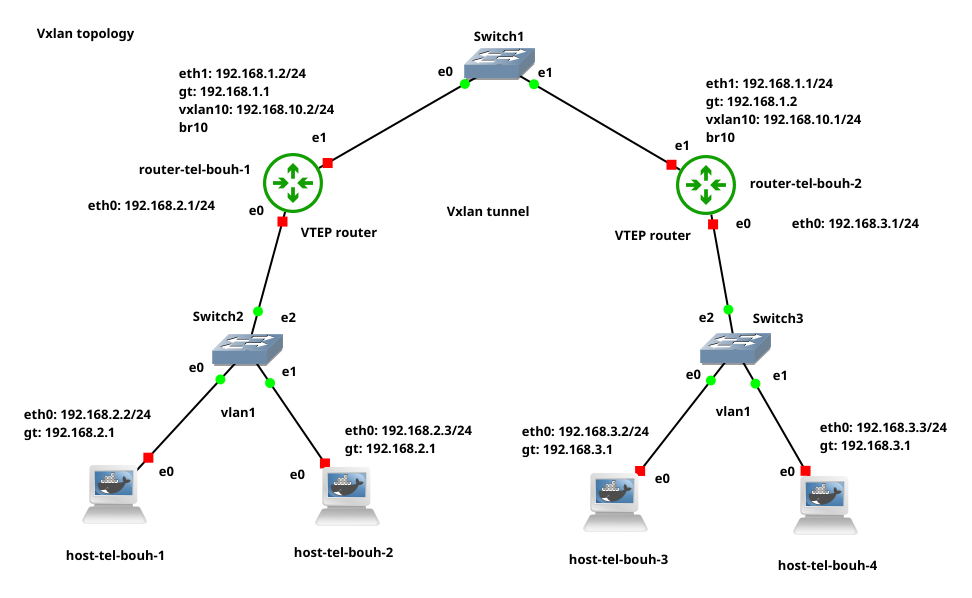 Vxlan topology
Switch1
e0
e1
eth1: 192.168.1.2/24
gt: 192.168.1.1
vxlan10: 192.168.10.2/24
br10
e1
eth1: 192.168.1.1/24
gt: 192.168.1.2
vxlan10: 192.168.10.1/24
br10
e1
router-tel-bouh-1
router-tel-bouh-2
eth0: 192.168.2.1/24
e0
Vxlan tunnel
e0
eth0: 192.168.3.1/24
VTEP router
VTEP router
Switch2
e2
e2
Switch3
e0
e1
e0
e1
vlan1
vlan1
eth0: 192.168.2.2/24
gt: 192.168.2.1
eth0: 192.168.2.3/24
gt: 192.168.2.1
eth0: 192.168.3.2/24
gt: 192.168.3.1
eth0: 192.168.3.3/24
gt: 192.168.3.1
e0
e0
e0
e0
host-tel-bouh-1
host-tel-bouh-2
host-tel-bouh-3
host-tel-bouh-4